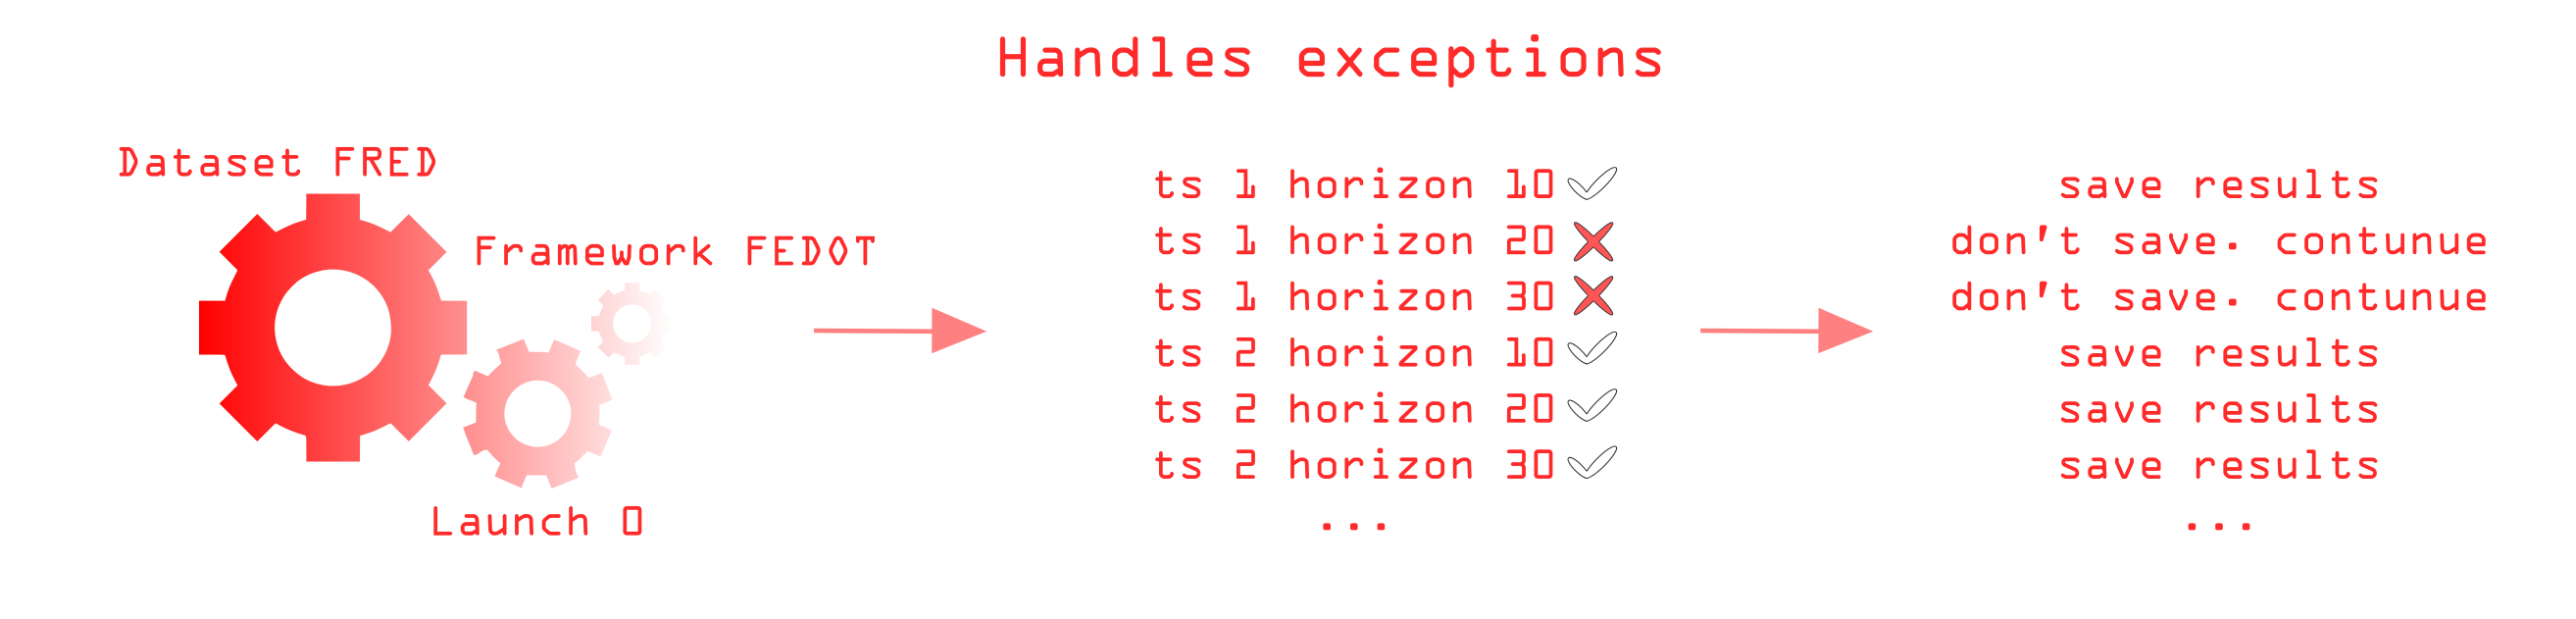 Handles exceptions
Dataset FRED
Framework FEDOT
Launch 0
ts 1 horizon 10
ts 1 horizon 20
ts 1 horizon 30
ts 2 horizon 10
ts 2 horizon 20
ts 2 horizon 30
...
save results
don't save. contunue
don't save. contunue
save results
save results
save results
...